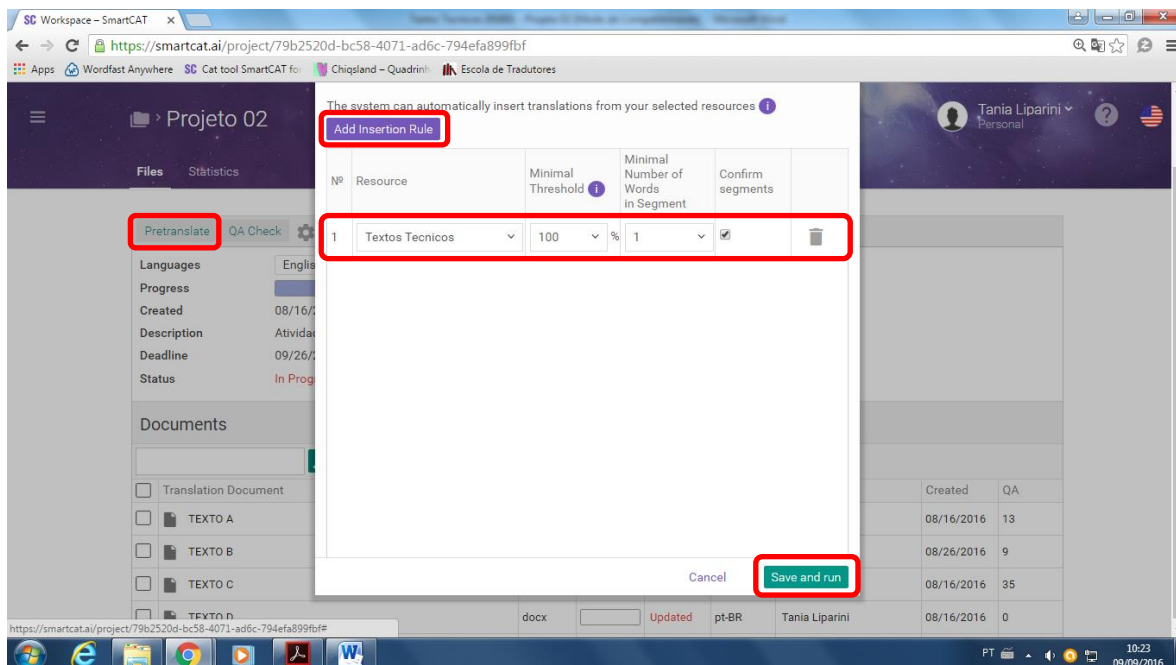 SC Workspace – SmartCAT
https://smartcat.ai/project/79b2520d-bc58-4071-ad6c-794efa899fbf
Apps Wordfast Anywhere SC Cat tool SmartCAT for Chiqsland – Quadrinh Escola de Tradutores
Projeto 02
Tania Liparini
Personal
Files Statistics
The system can automatically insert translations from your selected resources i
Add Insertion Rule
Nº Resource Minimal Threshold i Minimal Number of Words in Segment Confirm segments
1 Textos Tecnicos 100 % 1
Pretranslate QA Check
Languages Englis
Progress
Created 08/16/
Description Ativida
Deadline 09/26/
Status In Prog
Documents
Translation Document Created QA
TEXTO A 08/16/2016 13
TEXTO B 08/26/2016 9
TEXTO C 08/16/2016 35
Cancel Save and run
TEXTO D docx Updated pt-BR Tania Liparini 08/16/2016 0
https://smartcat.ai/project/79b2520d-bc58-4071-ad6c-794efa899fbf#
PT 10:23
09/09/2016